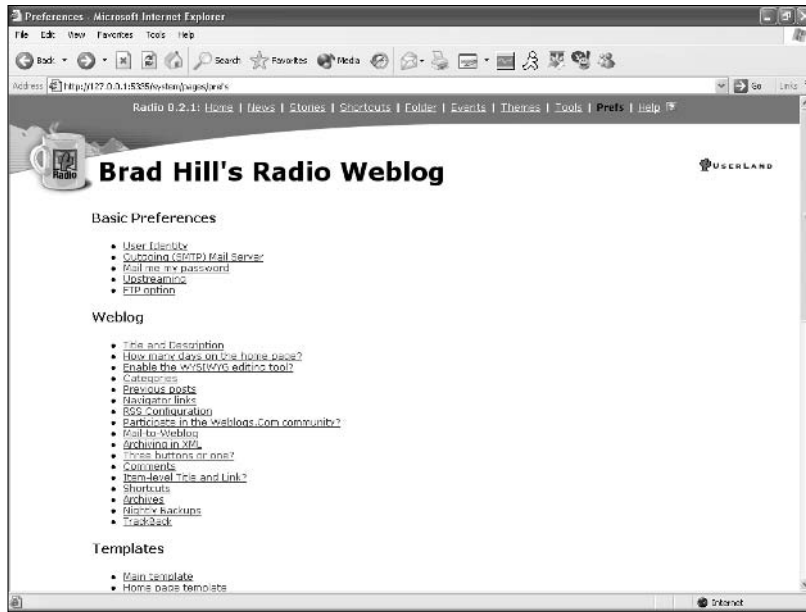 Preferences - Microsoft Internet Explorer
File Edit View Favorites Tools Help
Back Search Favorites Media
Address http://127.0.0.1:5335/system/pages/prefs Go Links
Radio 8.2.1: Home | News | Stories | Shortcuts | Folder | Events | Themes | Tools | Prefs | Help
Radio
Brad Hill's Radio Weblog
USERLAND
Basic Preferences
User Identity
Outgoing (SMTP) Mail Server
Mail me my password
Upstreaming
FTP option
Weblog
Title and Description
How many days on the home page?
Enable the WYSIWYG editing tool?
Categories
Previous posts
Navigator links
RSS Configuration
Participate in the Weblogs.Com community?
Mail-to-Weblog
Archiving in XML
Three buttons or one?
Comments
Item-level Title and Link?
Shortcuts
Archives
Nightly Backups
TrackBack
Templates
Main template
Home page template
Internet